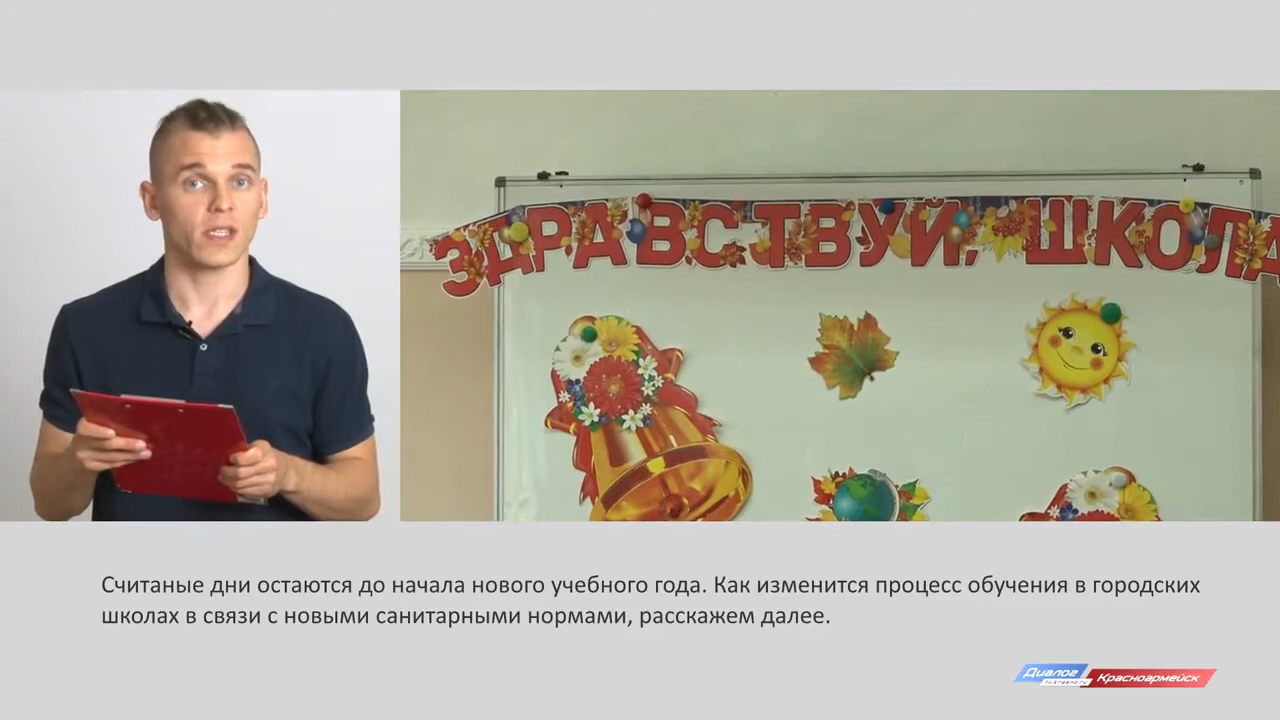 ЗДРАВСТВУЙ, ШКОЛА
Считаные дни остаются до начала нового учебного года. Как изменится процесс обучения в городских
школах в связи с новыми санитарными нормами, расскажем далее.
Диалог
Красноармейск